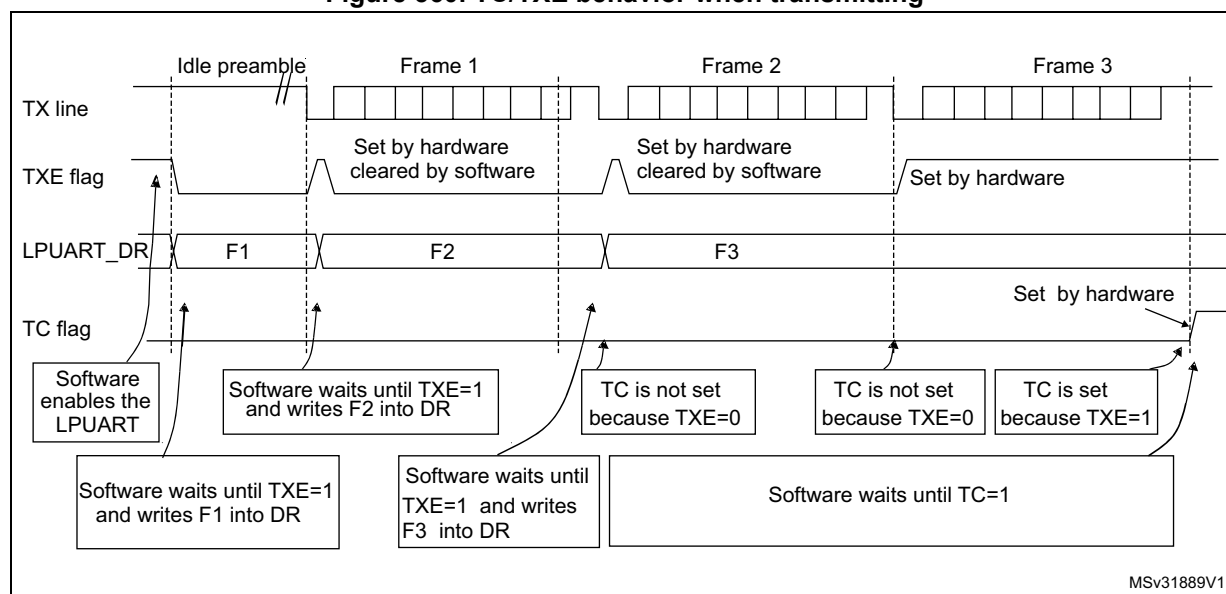 Idle preamble
Frame 1
Frame 2
Frame 3
TX line
Set by hardware
cleared by software
Set by hardware
cleared by software
TXE flag
Set by hardware
LPUART_DR
F1
F2
F3
Set by hardware
TC flag
Software
enables the
LPUART
Software waits until TXE=1
and writes F2 into DR
TC is not set
because TXE=0
TC is not set
because TXE=0
TC is set
because TXE=1
Software waits until TXE=1
and writes F1 into DR
Software waits until
TXE=1 and writes
F3 into DR
Software waits until TC=1
MSv31889V1